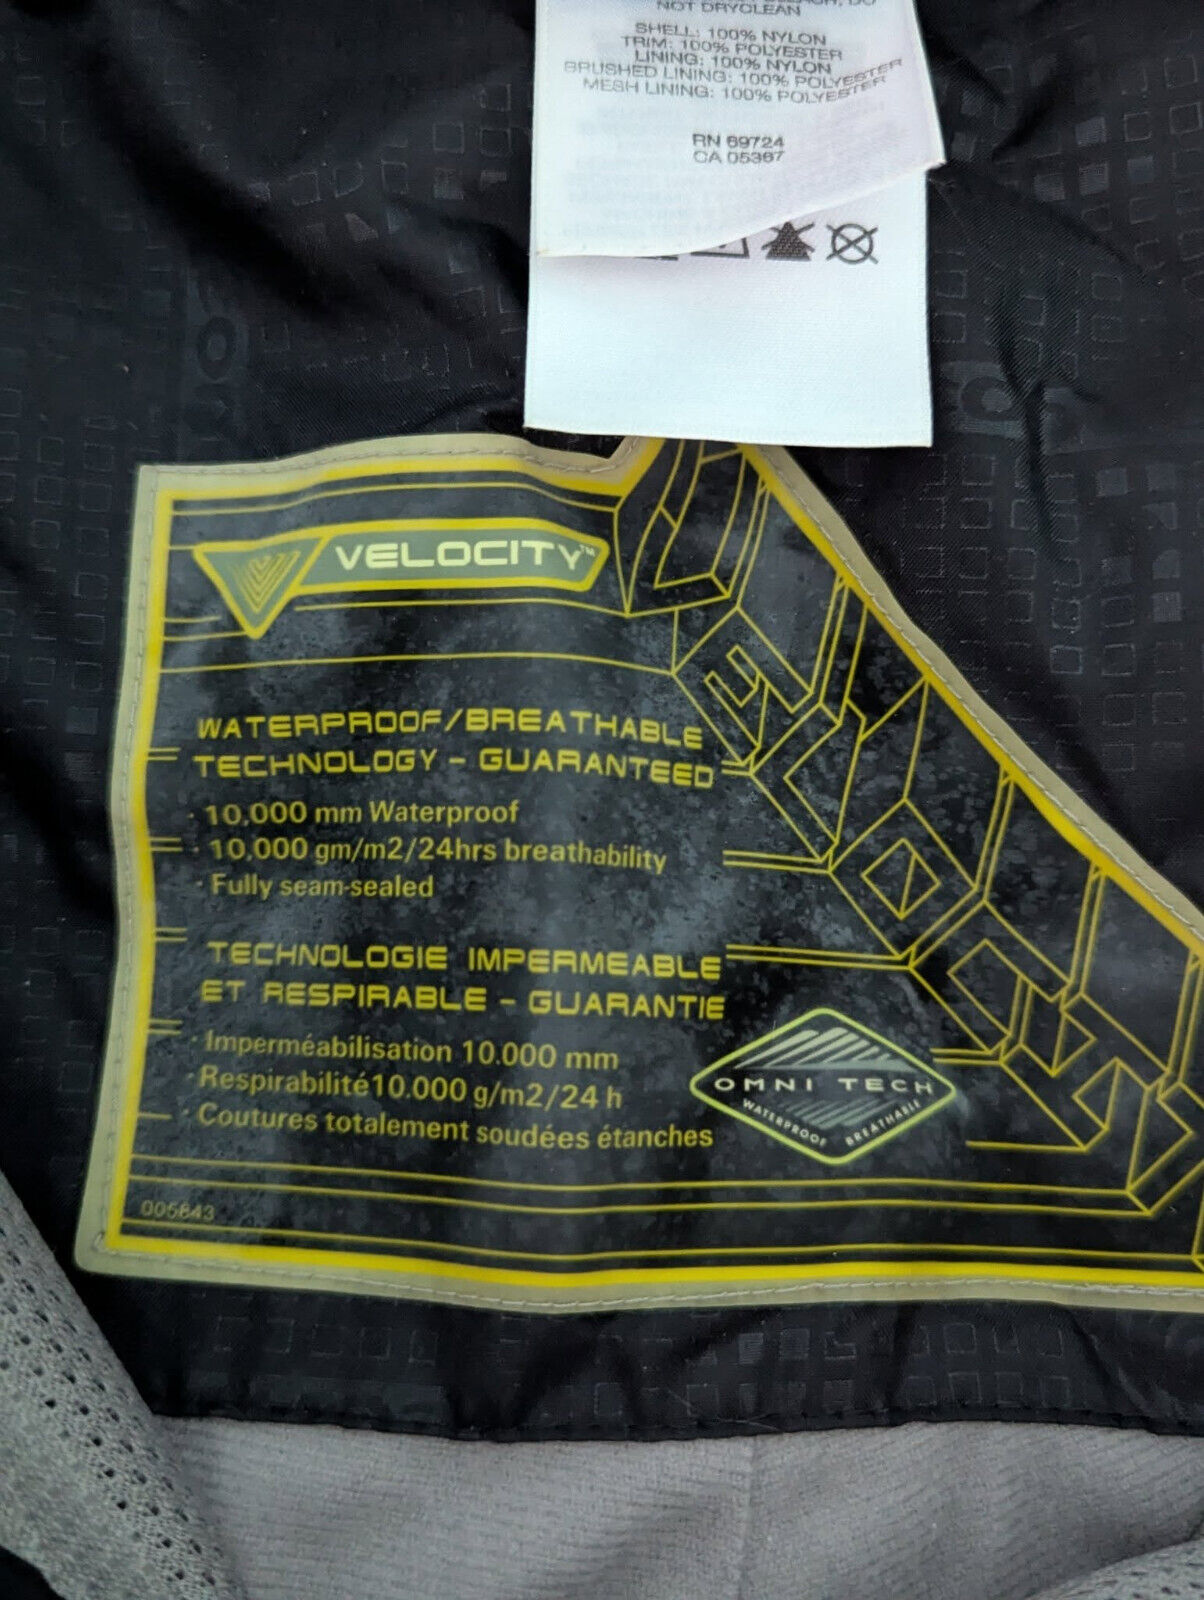 NOT DRYCLEAN
SHELL: 100% NYLON
TRIM: 100% POLYESTER
LINING: 100% NYLON
BRUSHED LINING: 100% POLYESTER
MESH LINING: 100% POLYESTER
RN 69724
CA 05367
VELOCITY™
WATERPROOF/BREATHABLE
TECHNOLOGY - GUARANTEED
· 10,000 mm Waterproof
· 10,000 gm/m2/24hrs breathability
· Fully seam-sealed
TECHNOLOGIE IMPERMEABLE
ET RESPIRABLE - GUARANTIE
· Imperméabilisation 10.000 mm
· Respirabilité 10.000 g/m2/24 h
· Coutures totalement soudées étanches
OMNI TECH
WATERPROOF BREATHABLE
005843
VELOCITY